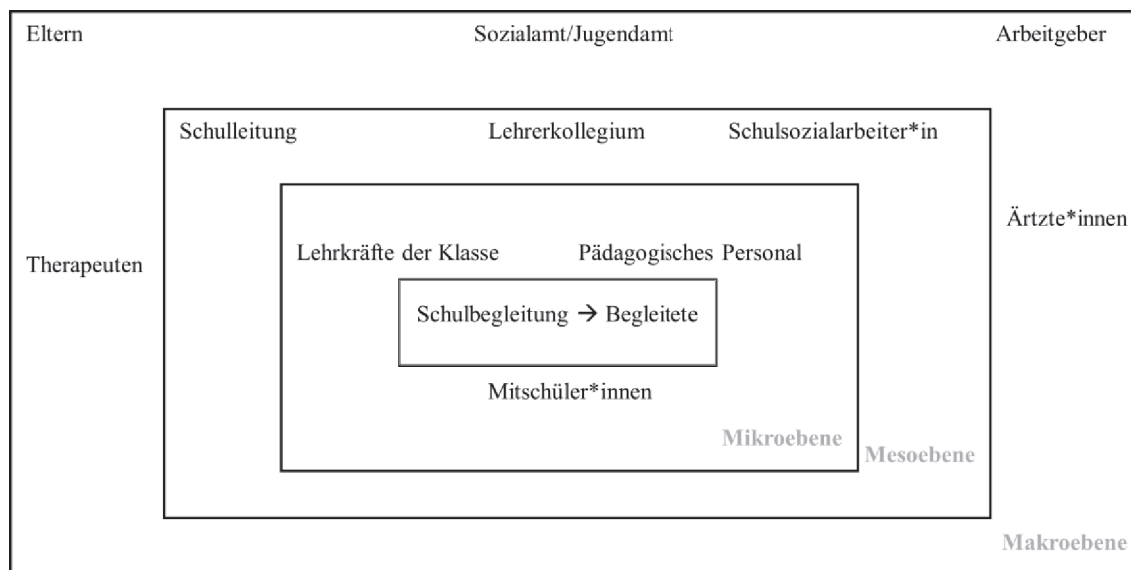 Eltern Sozialamt/Jugendamt Arbeitgeber
Schulleitung Lehrerkollegium Schulsozialarbeiter*in
Ärtzte*innen
Lehrkräfte der Klasse Pädagogisches Personal
Therapeuten
Schulbegleitung → Begleitete
Mitschüler*innen
Mikroebene
Mesoebene
Makroebene